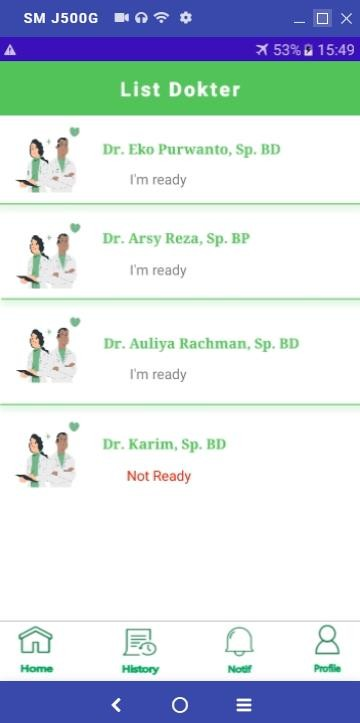 SM J500G
53% 15:49
List Dokter
Dr. Eko Purwanto, Sp. BD
I'm ready
Dr. Arsy Reza, Sp. BP
I'm ready
Dr. Auliya Rachman, Sp. BD
I'm ready
Dr. Karim, Sp. BD
Not Ready
Home History Notif Profile